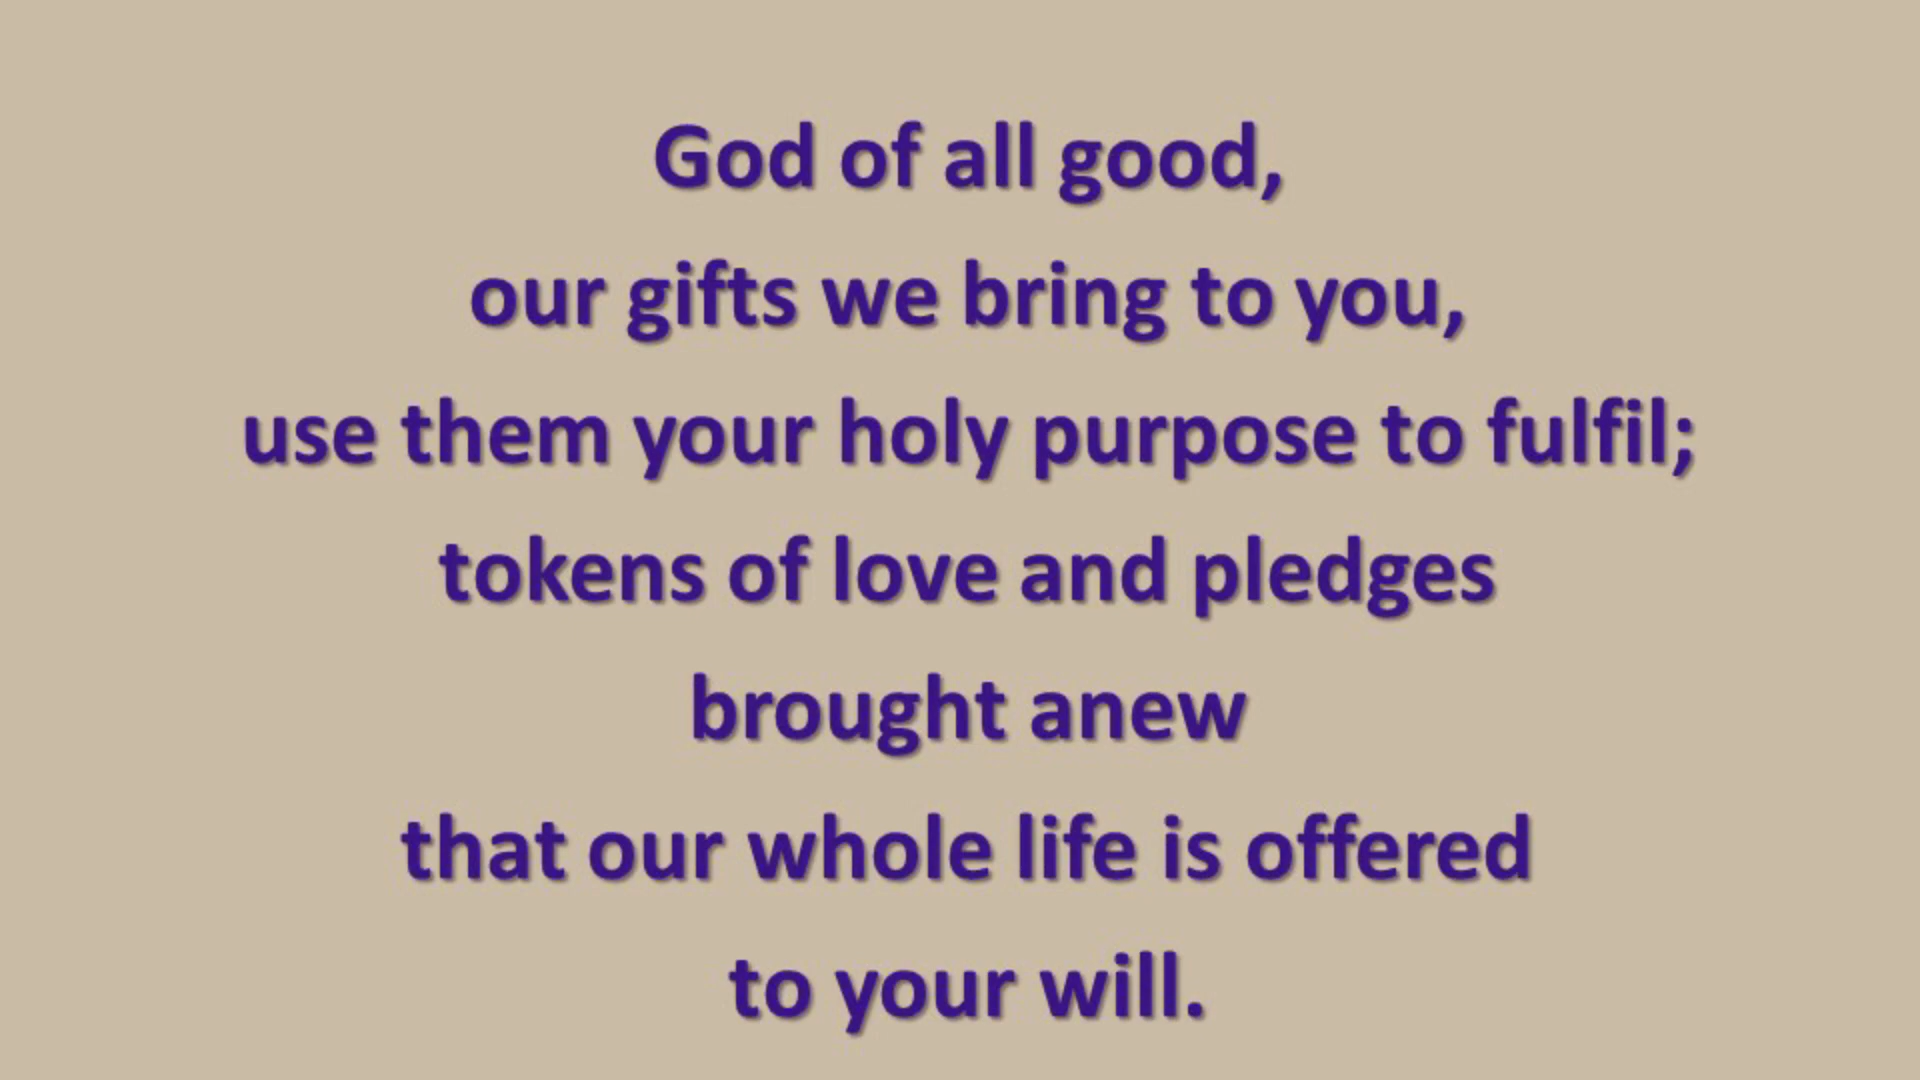 God of all good,
our gifts we bring to you,
use them your holy purpose to fulfil;
tokens of love and pledges
brought anew
that our whole life is offered
to your will.